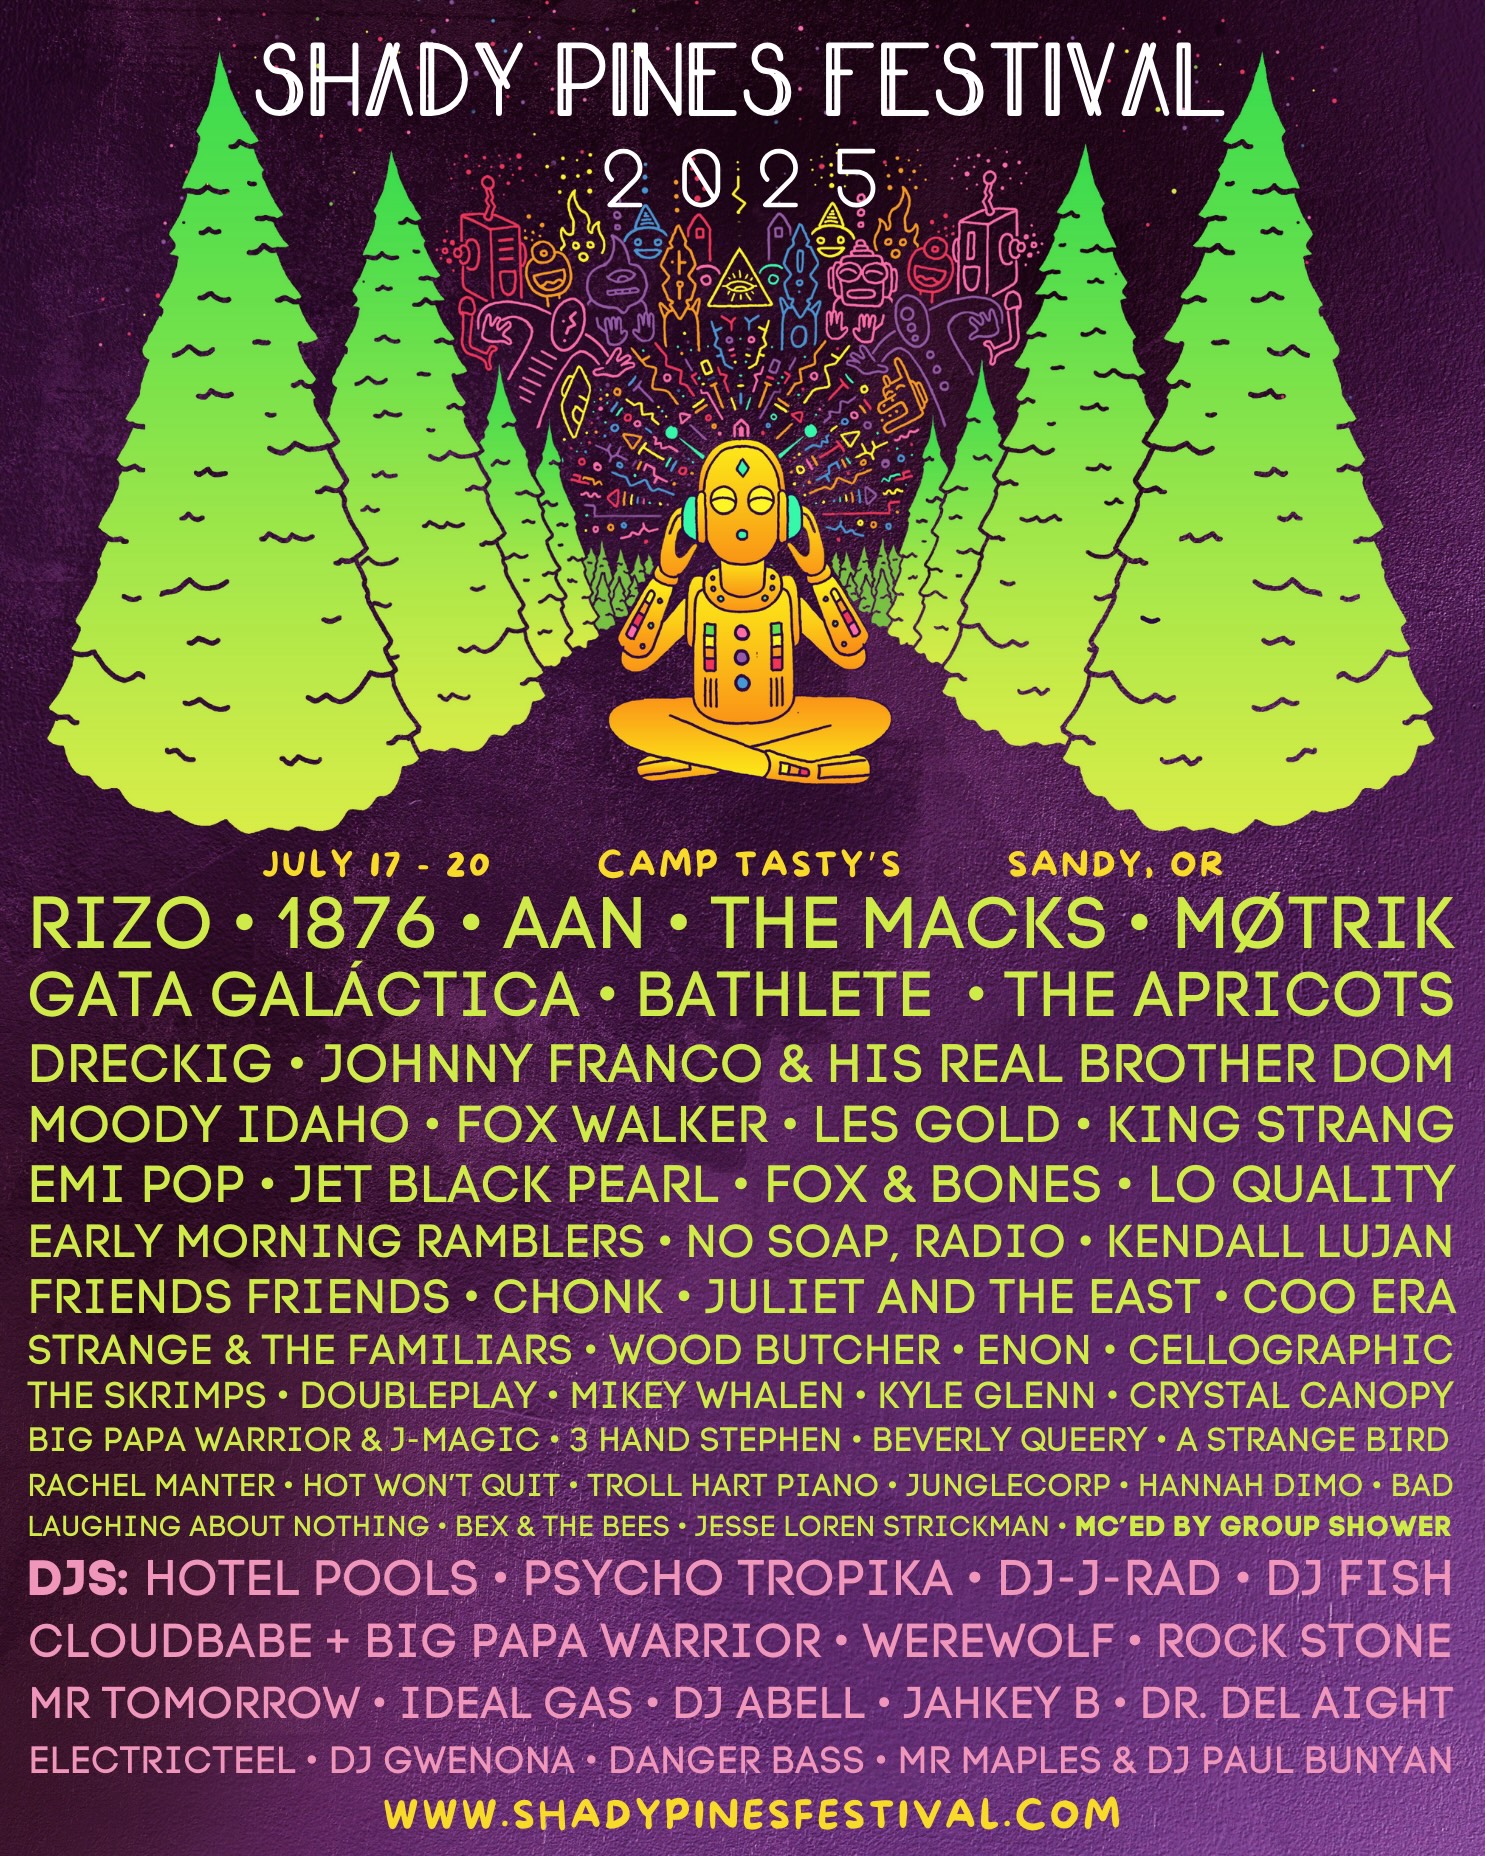 SHADY PINES FESTIVAL
2025
JULY 17 - 20 CAMP TASTY'S SANDY, OR
RIZO • 1876 • AAN • THE MACKS • MØTRIK
GATA GALÁCTICA • BATHLETE • THE APRICOTS
DRECKIG • JOHNNY FRANCO & HIS REAL BROTHER DOM
MOODY IDAHO • FOX WALKER • LES GOLD • KING STRANG
EMI POP • JET BLACK PEARL • FOX & BONES • LO QUALITY
EARLY MORNING RAMBLERS • NO SOAP, RADIO • KENDALL LUJAN
FRIENDS FRIENDS • CHONK • JULIET AND THE EAST • COO ERA
STRANGE & THE FAMILIARS • WOOD BUTCHER • ENON • CELLOGRAPHIC
THE SKRIMPS • DOUBLEPLAY • MIKEY WHALEN • KYLE GLENN • CRYSTAL CANOPY
BIG PAPA WARRIOR & J-MAGIC • 3 HAND STEPHEN • BEVERLY QUEERY • A STRANGE BIRD
RACHEL MANTER • HOT WON'T QUIT • TROLL HART PIANO • JUNGLECORP • HANNAH DIMO • BAD
LAUGHING ABOUT NOTHING • BEX & THE BEES • JESSE LOREN STRICKMAN • MC'ED BY GROUP SHOWER
DJS: HOTEL POOLS • PSYCHO TROPIKA • DJ-J-RAD • DJ FISH
CLOUDBABE + BIG PAPA WARRIOR • WEREWOLF • ROCK STONE
MR TOMORROW • IDEAL GAS • DJ ABELL • JAHKEY B • DR. DEL AIGHT
ELECTRICTEEL • DJ GWENONA • DANGER BASS • MR MAPLES & DJ PAUL BUNYAN
WWW.SHADYPINESFESTIVAL.COM